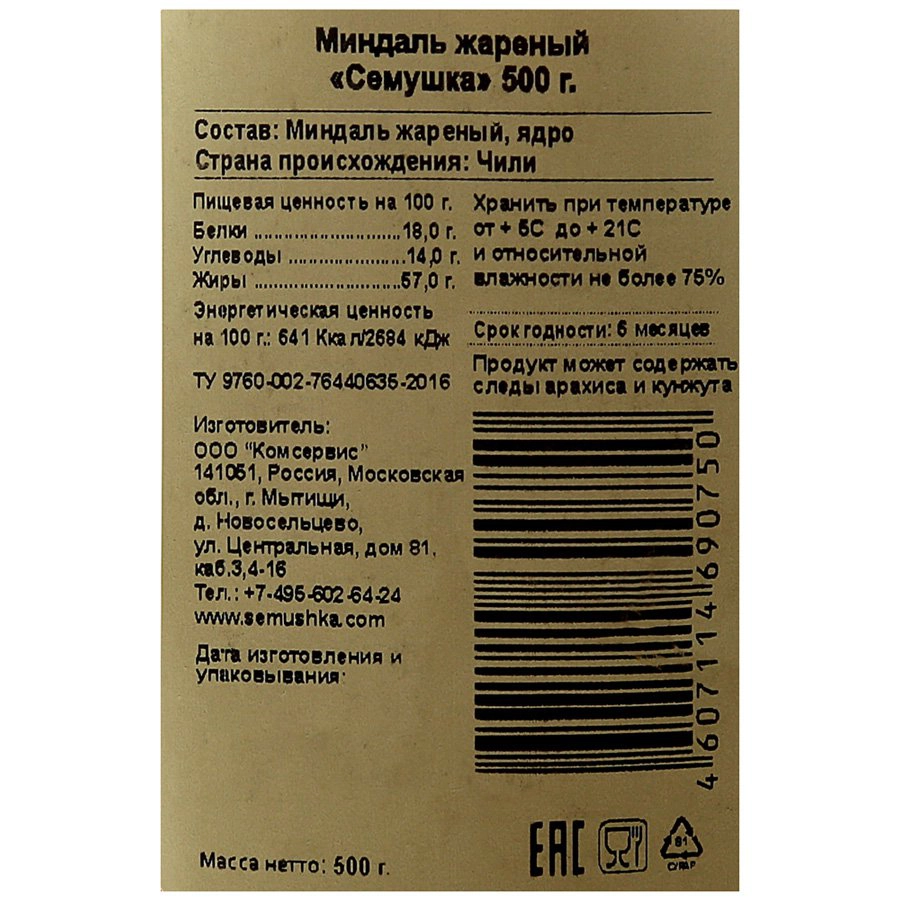 Миндаль жареный
«Семушка» 500 г.
Состав: Миндаль жареный, ядро
Страна происхождения: Чили
Пищевая ценность на 100 г.
Белки ..........................18,0 г.
Углеводы .....................14,0 г.
Жиры ...........................57,0 г.
Энергетическая ценность
на 100 г.: 641 Ккал/2684 кДж
ТУ 9760-002-76440635-2016
Изготовитель:
ООО "Комсервис"
141051, Россия, Московская
обл., г. Мытищи,
д. Новосельцево,
ул. Центральная, дом 81,
каб.3,4-16
Тел.: +7-495-602-64-24
www.semushka.com
Дата изготовления и
упаковывания:
Масса нетто: 500 г.
Хранить при температуре
от + 5С до + 21С
и относительной
влажности не более 75%
Срок годности: 6 месяцев
Продукт может содержать
следы арахиса и кунжута
4607114690750
EAC
81